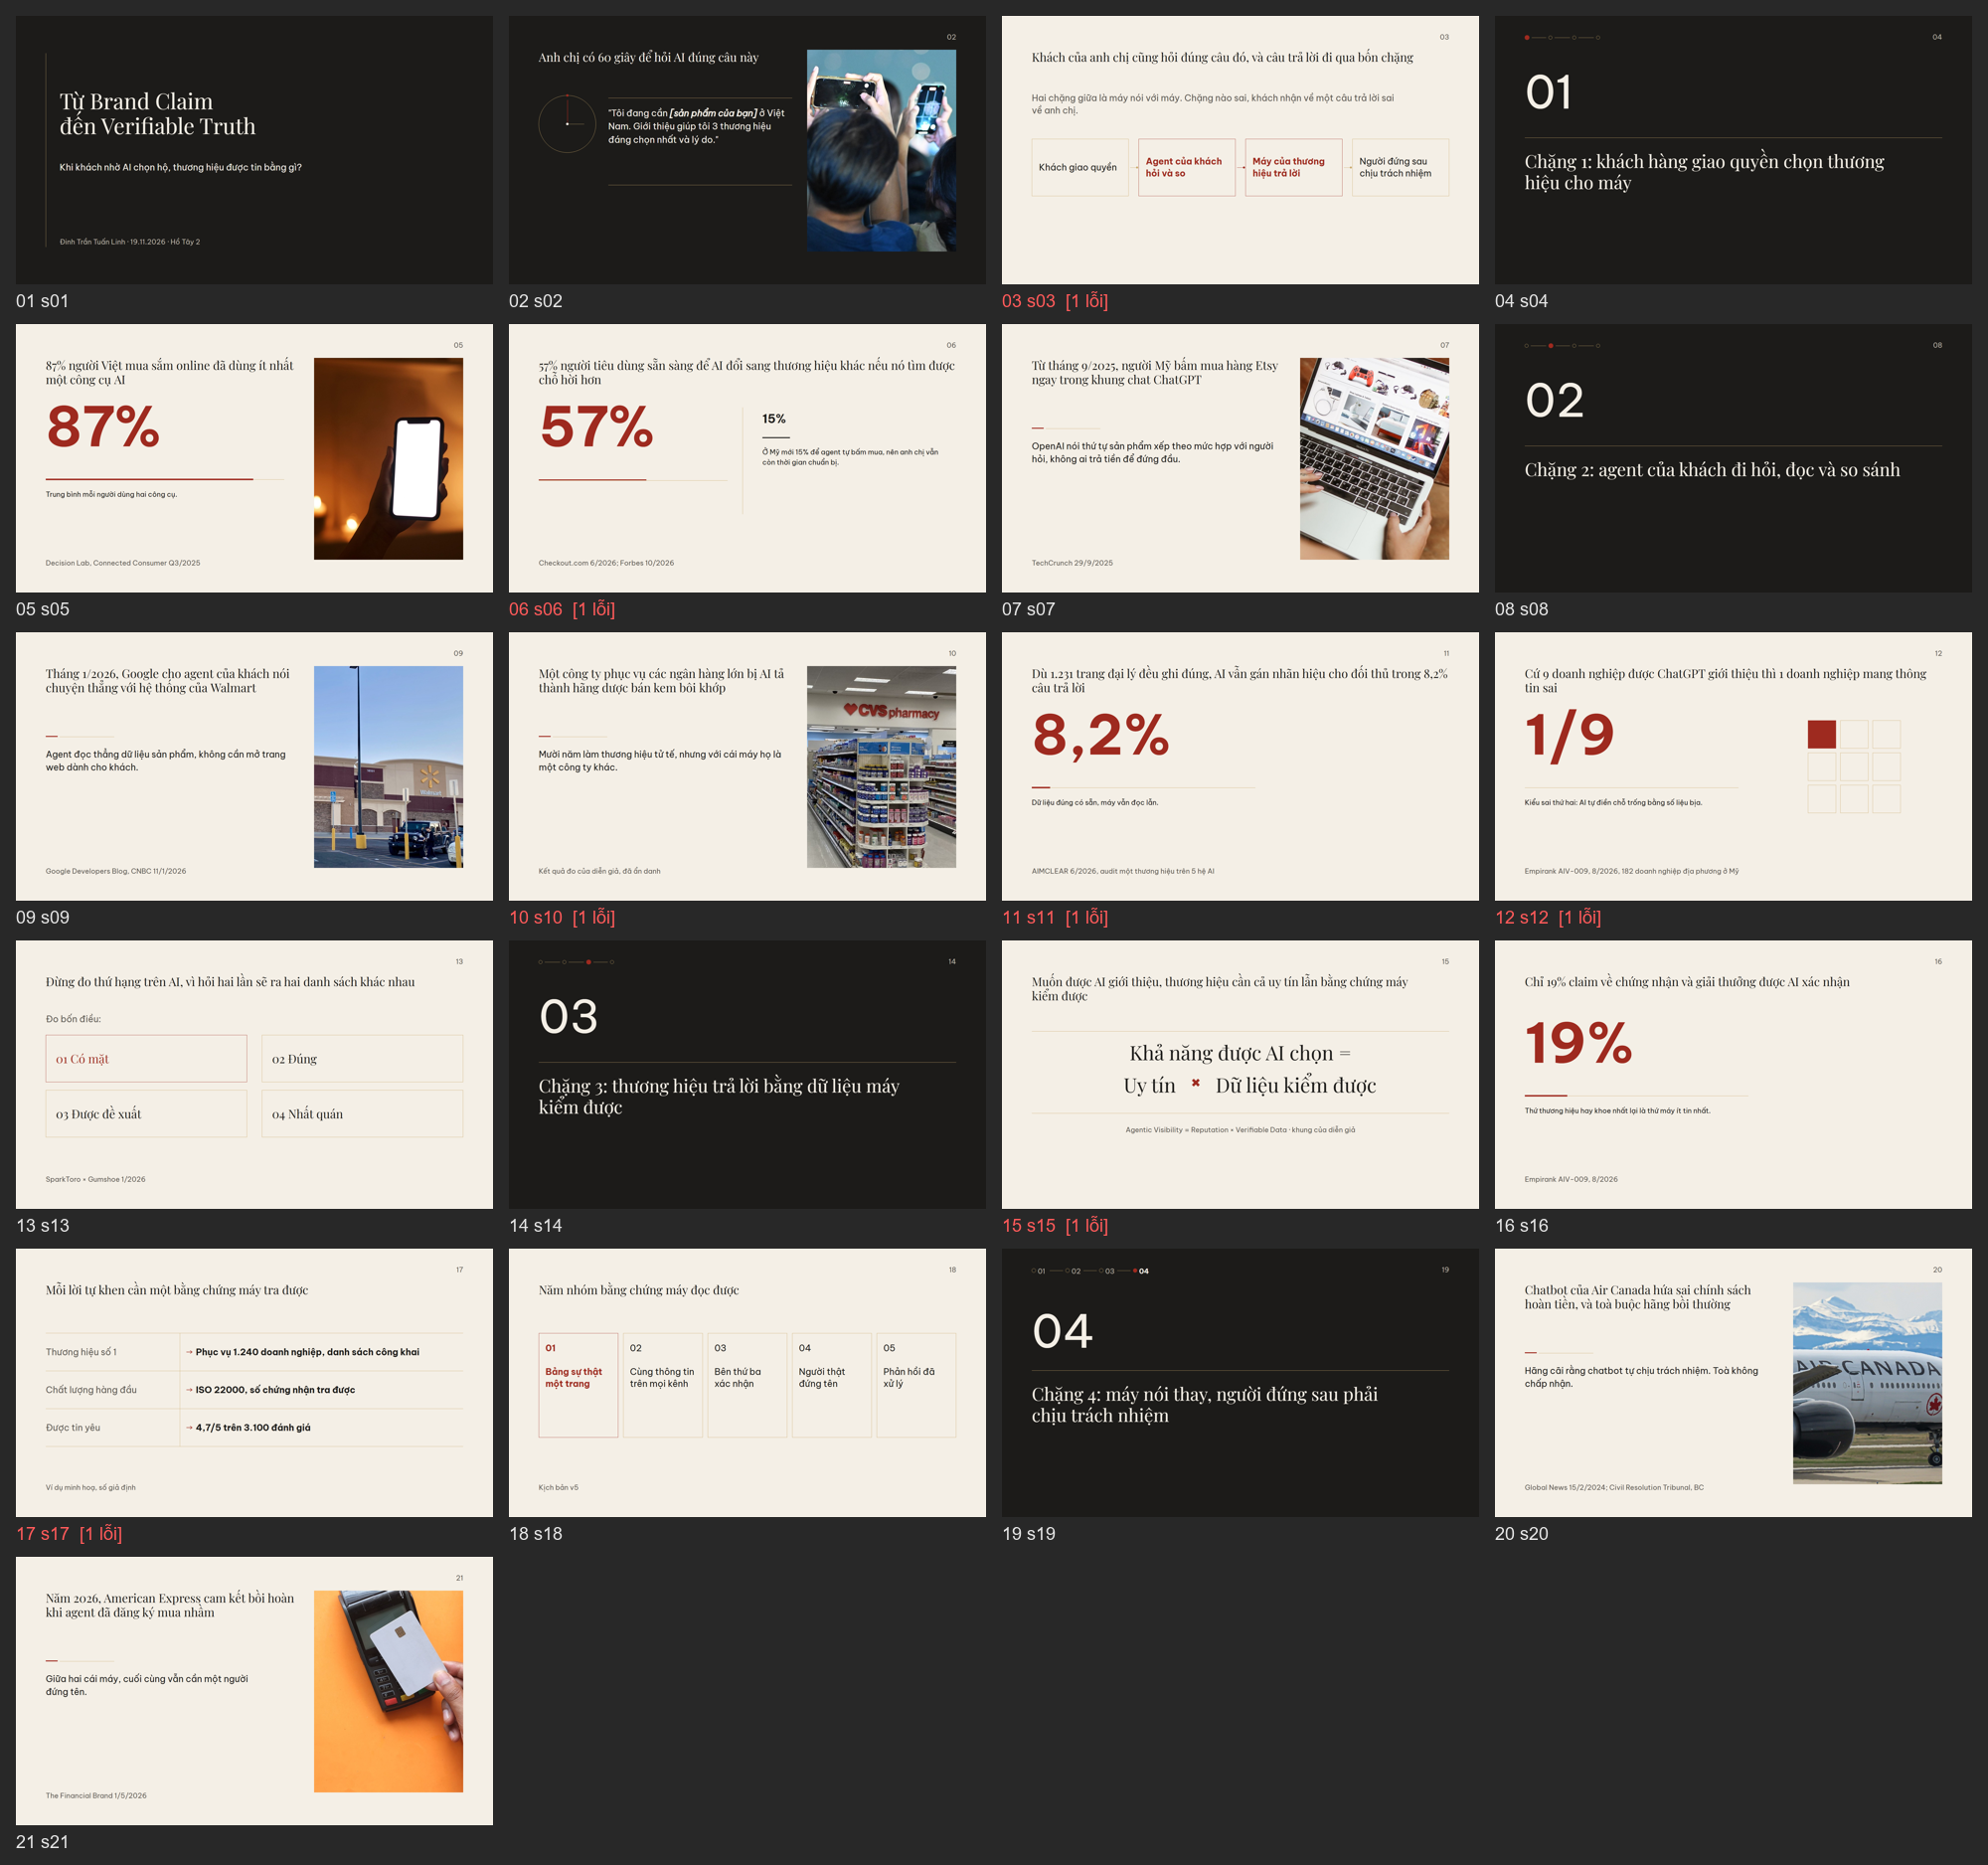 Từ Brand Claim
đến Verifiable Truth
Khi khách nhờ AI chọn hộ, thương hiệu được tin bằng gì?
Đinh Trần Tuấn Linh · 19.11.2026 · Hồ Tây 2
01 s01
02
Anh chị có 60 giây để hỏi AI đúng câu này
"Tôi đang cần [sản phẩm của bạn] ở Việt
Nam. Giới thiệu giúp tôi 3 thương hiệu
đáng chọn nhất và lý do."
02 s02
03
Khách của anh chị cũng hỏi đúng câu đó, và câu trả lời đi qua bốn chặng
Hai chặng giữa là máy nói với máy. Chặng nào sai, khách nhận về một câu trả lời sai
về anh chị.
Khách giao quyền
Agent của khách
hỏi và so
Máy của thương
hiệu trả lời
Người đứng sau
chịu trách nhiệm
03 s03 [1 lỗi]
04
01
Chặng 1: khách hàng giao quyền chọn thương
hiệu cho máy
04 s04
05
87% người Việt mua sắm online đã dùng ít nhất
một công cụ AI
87%
Trung bình mỗi người dùng hai công cụ.
Decision Lab, Connected Consumer Q3/2025
05 s05
06
57% người tiêu dùng sẵn sàng để AI đổi sang thương hiệu khác nếu nó tìm được
chỗ hời hơn
57%
15%
Ở Mỹ mới 15% để agent tự bấm mua, nên anh chị vẫn
còn thời gian chuẩn bị.
Checkout.com 6/2026; Forbes 10/2026
06 s06 [1 lỗi]
07
Từ tháng 9/2025, người Mỹ bấm mua hàng Etsy
ngay trong khung chat ChatGPT
OpenAI nói thứ tự sản phẩm xếp theo mức hợp với người
hỏi, không ai trả tiền để đứng đầu.
TechCrunch 29/9/2025
07 s07
08
02
Chặng 2: agent của khách đi hỏi, đọc và so sánh
08 s08
09
Tháng 1/2026, Google cho agent của khách nói
chuyện thẳng với hệ thống của Walmart
Agent đọc thẳng dữ liệu sản phẩm, không cần mở trang
web dành cho khách.
Walmart
Google Developers Blog, CNBC 11/1/2026
09 s09
10
Một công ty phục vụ các ngân hàng lớn bị AI tả
thành hãng dược bán kem bôi khớp
Mười năm làm thương hiệu tử tế, nhưng với cái máy họ là
một công ty khác.
CVS pharmacy
Kết quả đo của diễn giả, đã ẩn danh
10 s10 [1 lỗi]
11
Dù 1.231 trang đại lý đều ghi đúng, AI vẫn gán nhãn hiệu cho đối thủ trong 8,2%
câu trả lời
8,2%
Dữ liệu đúng có sẵn, máy vẫn đọc lẫn.
AIMCLEAR 6/2026, audit một thương hiệu trên 5 hệ AI
11 s11 [1 lỗi]
12
Cứ 9 doanh nghiệp được ChatGPT giới thiệu thì 1 doanh nghiệp mang thông
tin sai
1/9
Kiểu sai thứ hai: AI tự điền chỗ trống bằng số liệu bịa.
Empirank AIV-009, 8/2026, 182 doanh nghiệp địa phương ở Mỹ
12 s12 [1 lỗi]
13
Đừng đo thứ hạng trên AI, vì hỏi hai lần sẽ ra hai danh sách khác nhau
Đo bốn điều:
01 Có mặt
02 Đúng
03 Được đề xuất
04 Nhất quán
SparkToro + Gumshoe 1/2026
13 s13
14
03
Chặng 3: thương hiệu trả lời bằng dữ liệu máy
kiểm được
14 s14
15
Muốn được AI giới thiệu, thương hiệu cần cả uy tín lẫn bằng chứng máy
kiểm được
Khả năng được AI chọn =
Uy tín × Dữ liệu kiểm được
Agentic Visibility = Reputation × Verifiable Data · khung của diễn giả
15 s15 [1 lỗi]
16
Chỉ 19% claim về chứng nhận và giải thưởng được AI xác nhận
19%
Thứ thương hiệu hay khoe nhất lại là thứ máy ít tin nhất.
Empirank AIV-009, 8/2026
16 s16
17
Mỗi lời tự khen cần một bằng chứng máy tra được
Thương hiệu số 1
→ Phục vụ 1.240 doanh nghiệp, danh sách công khai
Chất lượng hàng đầu
→ ISO 22000, số chứng nhận tra được
Được tin yêu
→ 4,7/5 trên 3.100 đánh giá
Ví dụ minh hoạ, số giả định
17 s17 [1 lỗi]
18
Năm nhóm bằng chứng máy đọc được
01
Bảng sự thật
một trang
02
Cùng thông tin
trên mọi kênh
03
Bên thứ ba
xác nhận
04
Người thật
đứng tên
05
Phản hồi đã
xử lý
Kịch bản v5
18 s18
01 02 03 04
19
04
Chặng 4: máy nói thay, người đứng sau phải
chịu trách nhiệm
19 s19
20
Chatbot của Air Canada hứa sai chính sách
hoàn tiền, và toà buộc hãng bồi thường
Hãng cãi rằng chatbot tự chịu trách nhiệm. Toà không
chấp nhận.
AIR CANADA
Global News 15/2/2024; Civil Resolution Tribunal, BC
20 s20
21
Năm 2026, American Express cam kết bồi hoàn
khi agent đã đăng ký mua nhầm
Giữa hai cái máy, cuối cùng vẫn cần một người
đứng tên.
The Financial Brand 1/5/2026
21 s21